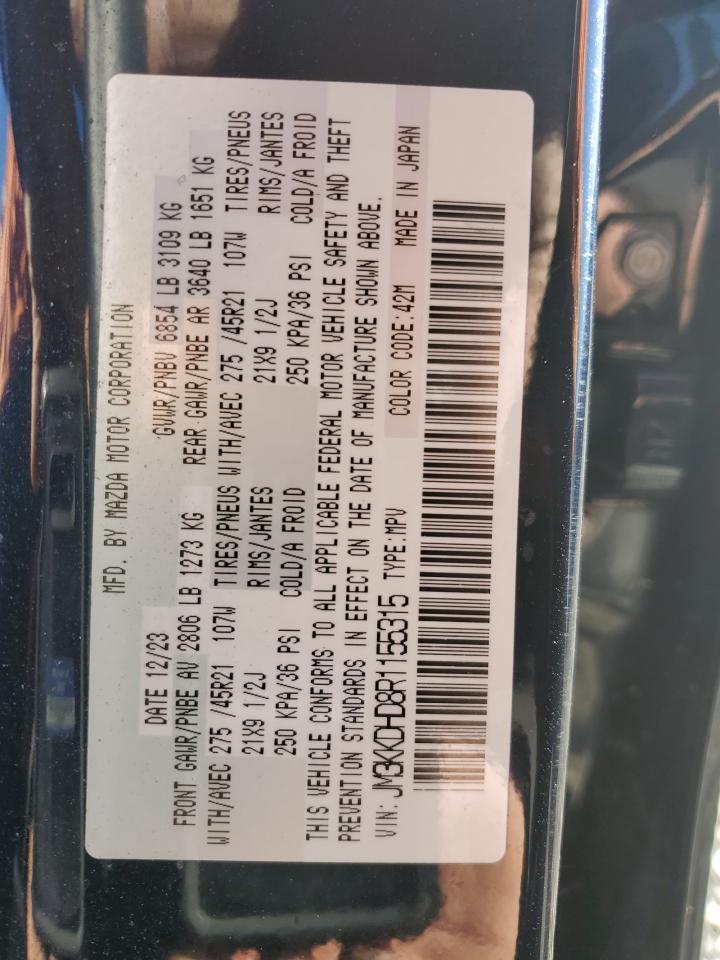 MFD. BY MAZDA MOTOR CORPORATION
DATE 12/23 GVWR/PNBV 6854 LB 3109 KG
FRONT GAWR/PNBE AV 2806 LB 1273 KG REAR GAWR/PNBE AR 3640 LB 1651 KG
WITH/AVEC 275 /45R21 107W TIRES/PNEUS WITH/AVEC 275 /45R21 107W TIRES/PNEUS
21X9 1/2J RIMS/JANTES 21X9 1/2J RIMS/JANTES
250 KPA/36 PSI COLD/A FROID 250 KPA/36 PSI COLD/A FROID
THIS VEHICLE CONFORMS TO ALL APPLICABLE FEDERAL MOTOR VEHICLE SAFETY AND THEFT
PREVENTION STANDARDS IN EFFECT ON THE DATE OF MANUFACTURE SHOWN ABOVE.
VIN: JM3KKDHD8R1155315 TYPE:MPV COLOR CODE:42M MADE IN JAPAN